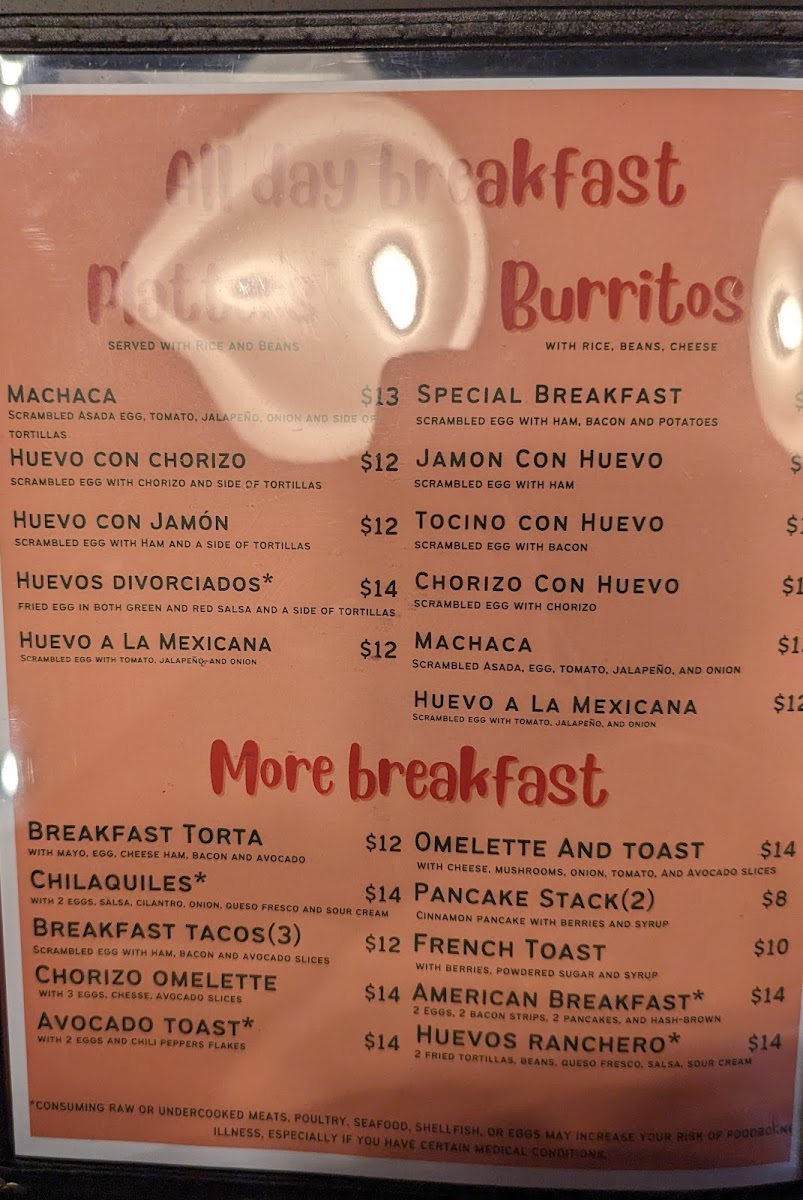 All day breakfast
Platters
SERVED WITH RICE AND BEANS
MACHACA $13
SCRAMBLED ASADA EGG, TOMATO, JALAPEÑO, ONION AND SIDE OF
TORTILLAS
HUEVO CON CHORIZO $12
SCRAMBLED EGG WITH CHORIZO AND SIDE OF TORTILLAS
HUEVO CON JAMÓN $12
SCRAMBLED EGG WITH HAM AND A SIDE OF TORTILLAS
HUEVOS DIVORCIADOS* $14
FRIED EGG IN BOTH GREEN AND RED SALSA AND A SIDE OF TORTILLAS
HUEVO A LA MEXICANA $12
SCRAMBLED EGG WITH TOMATO, JALAPEÑO, AND ONION
Burritos
WITH RICE, BEANS, CHEESE
SPECIAL BREAKFAST
SCRAMBLED EGG WITH HAM, BACON AND POTATOES
JAMON CON HUEVO
SCRAMBLED EGG WITH HAM
TOCINO CON HUEVO
SCRAMBLED EGG WITH BACON
CHORIZO CON HUEVO
SCRAMBLED EGG WITH CHORIZO
MACHACA
SCRAMBLED ASADA, EGG, TOMATO, JALAPEÑO, AND ONION
HUEVO A LA MEXICANA $12
SCRAMBLED EGG WITH TOMATO, JALAPEÑO, AND ONION
More breakfast
BREAKFAST TORTA $12
WITH MAYO, EGG, CHEESE HAM, BACON AND AVOCADO
CHILAQUILES* $14
WITH 2 EGGS, SALSA, CILANTRO, ONION, QUESO FRESCO AND SOUR CREAM
BREAKFAST TACOS(3) $12
SCRAMBLED EGG WITH HAM, BACON AND AVOCADO SLICES
CHORIZO OMELETTE $14
WITH 3 EGGS, CHESSE, AVOCADO SLICES
AVOCADO TOAST* $14
WITH 2 EGGS AND CHILI PEPPERS FLAKES
OMELETTE AND TOAST $14
WITH CHEESE, MUSHROOMS, ONION, TOMATO, AND AVOCADO SLICES
PANCAKE STACK(2) $8
CINNAMON PANCAKE WITH BERRIES AND SYRUP
FRENCH TOAST $10
WITH BERRIES, POWDERED SUGAR AND SYRUP
AMERICAN BREAKFAST* $14
2 EGGS, 2 BACON STRIPS, 2 PANCAKES, AND HASH-BROWN
HUEVOS RANCHERO* $14
2 FRIED TORTILLAS, BEANS, QUESO FRESCO, SALSA, SOUR CREAM
*CONSUMING RAW OR UNDERCOOKED MEATS, POULTRY, SEAFOOD, SHELLFISH, OR EGGS MAY INCREASE YOUR RISK OF FOODBORNE
ILLNESS, ESPECIALLY IF YOU HAVE CERTAIN MEDICAL CONDITIONS.